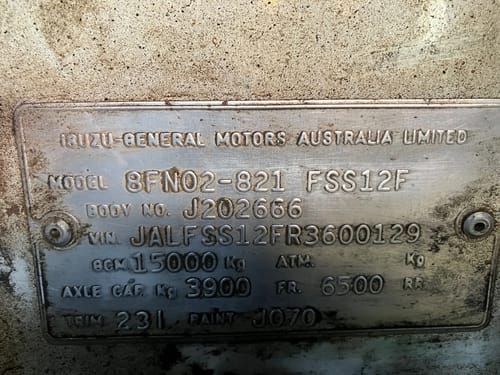 ISUZU-GENERAL MOTORS AUSTRALIA LIMITED
MODEL 8FN02-821 FSS12F
BODY NO. J202666
VIN. JALFSS12FR3600129
GCM 15000 Kg ATM. Kg
AXLE CAP. Kg 3900 FR. 6500 RR.
TRIM 231 PAINT J070